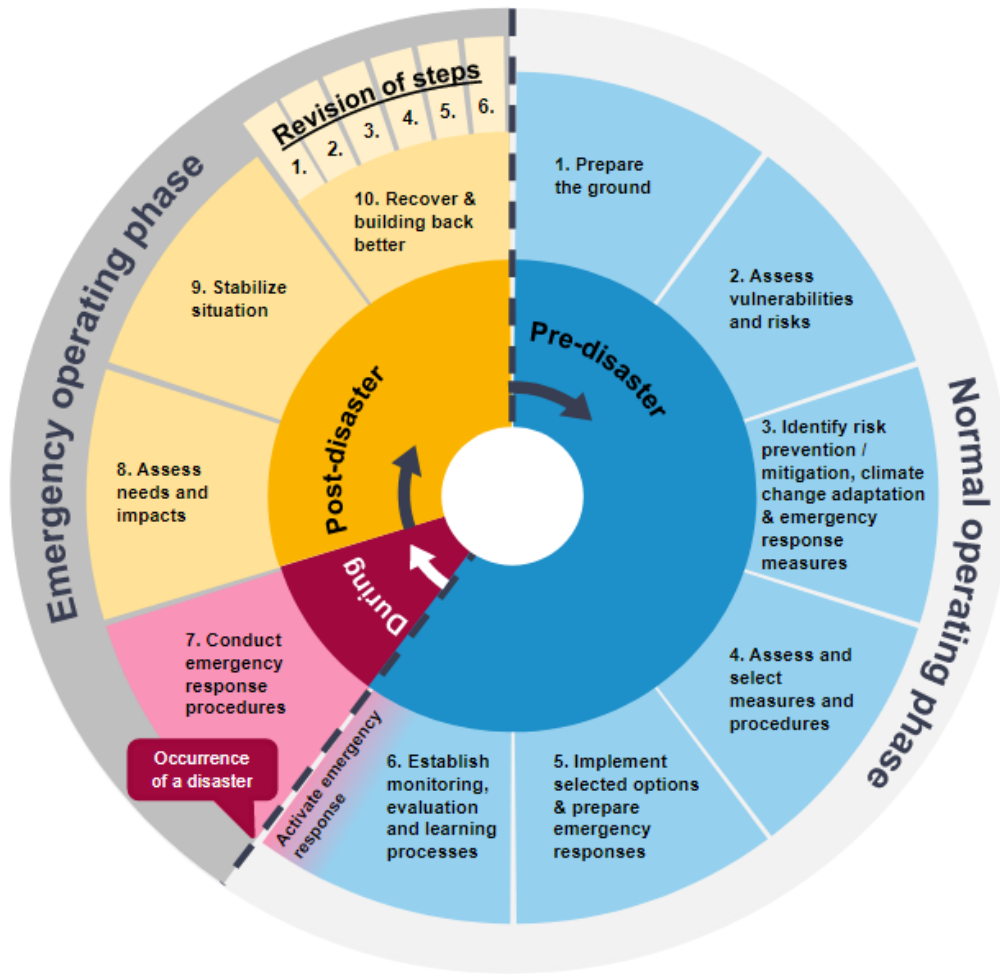 Revision of steps
1.
2.
3.
4.
5.
6.
1. Prepare
the ground
2. Assess
vulnerabilities
and risks
3. Identify risk
prevention /
mitigation, climate
change adaptation
& emergency
response
measures
4. Assess and
select
measures and
procedures
5. Implement
selected options
& prepare
emergency
responses
6. Establish
monitoring,
evaluation
and learning
processes
Activate emergency
response
Occurrence
of a disaster
7. Conduct
emergency
response
procedures
8. Assess
needs and
impacts
9. Stabilize
situation
10. Recover &
building back
better
Pre-disaster
During
Post-disaster
Normal operating phase
Emergency operating phase